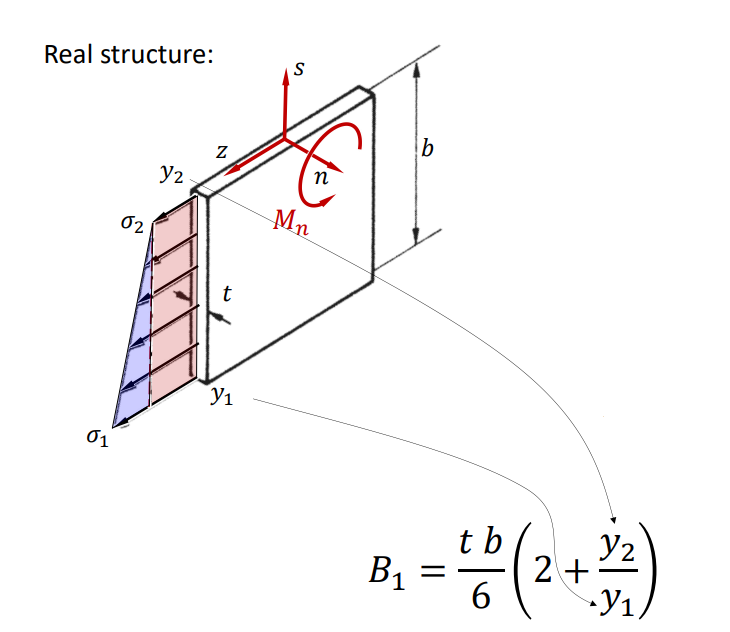 Real structure:
s
z
b
y₂
n
σ₂
Mₙ
t
y₁
σ₁
B₁ = t b / 6 (2 + y₂ / y₁)